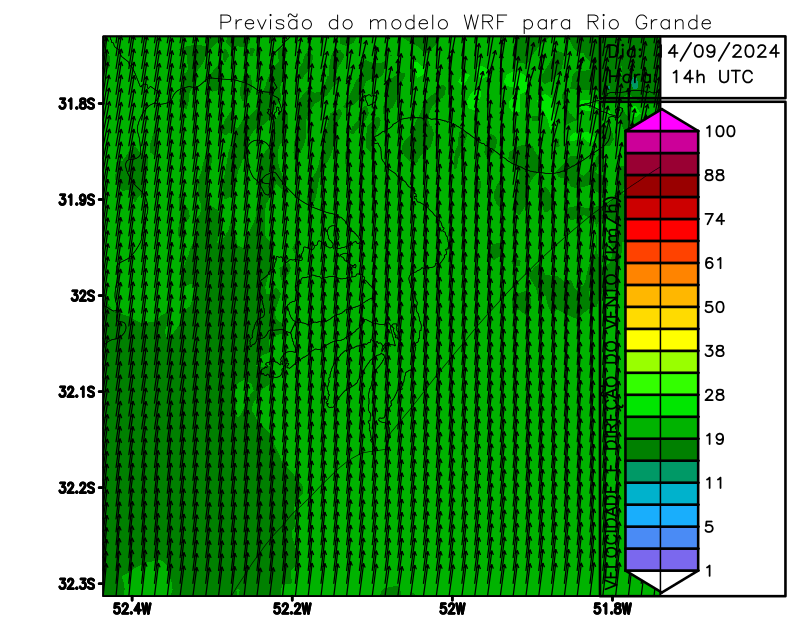 Previsão do modelo WRF para Rio Grande
Dia: 4/09/2024
Hora: 14h UTC
31.8S
31.9S
32S
32.1S
32.2S
32.3S
52.4W
52.2W
52W
51.8W
VELOCIDADE E DIREÇÃO DO VENTO (Km/h)
100
88
74
61
50
38
28
19
11
5
1